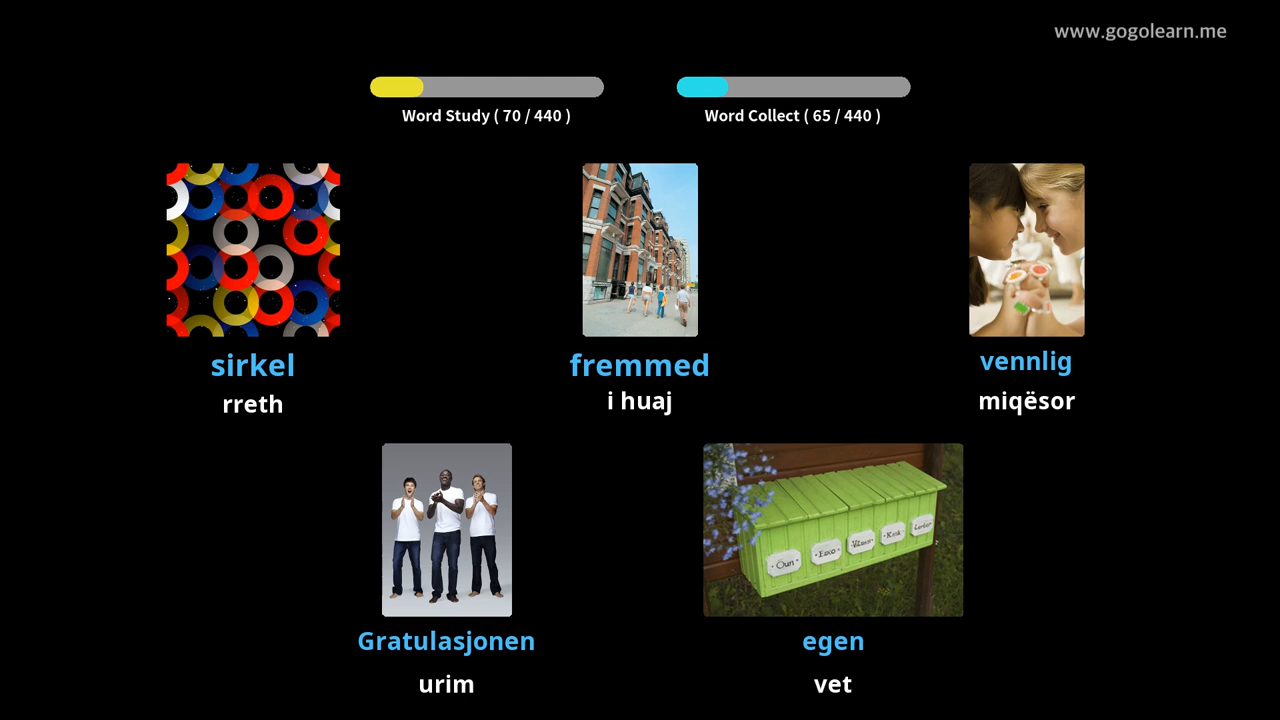 www.gogolearn.me
Word Study ( 70 / 440 )
Word Collect ( 65 / 440 )
sirkel
rreth
fremmed
i huaj
vennlig
miqësor
Gratulasjonen
urim
egen
vet